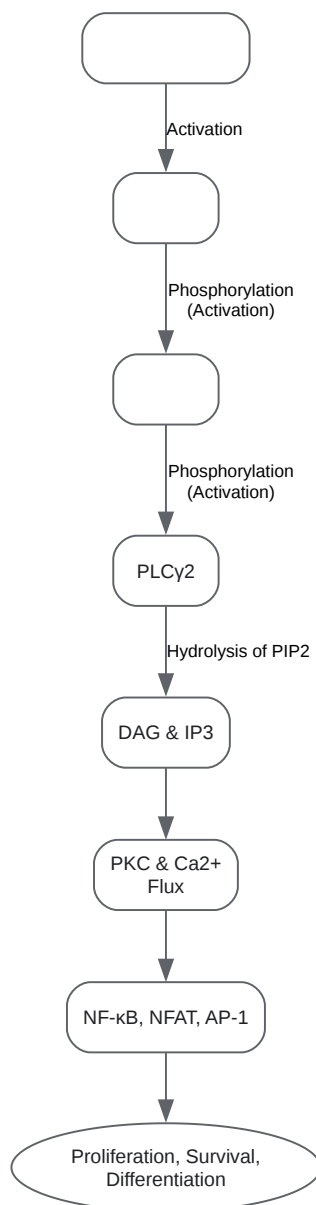 Activation
Phosphorylation
(Activation)
Phosphorylation
(Activation)
PLCγ2
Hydrolysis of PIP2
DAG & IP3
PKC & Ca2+
Flux
NF-κB, NFAT, AP-1
Proliferation, Survival,
Differentiation